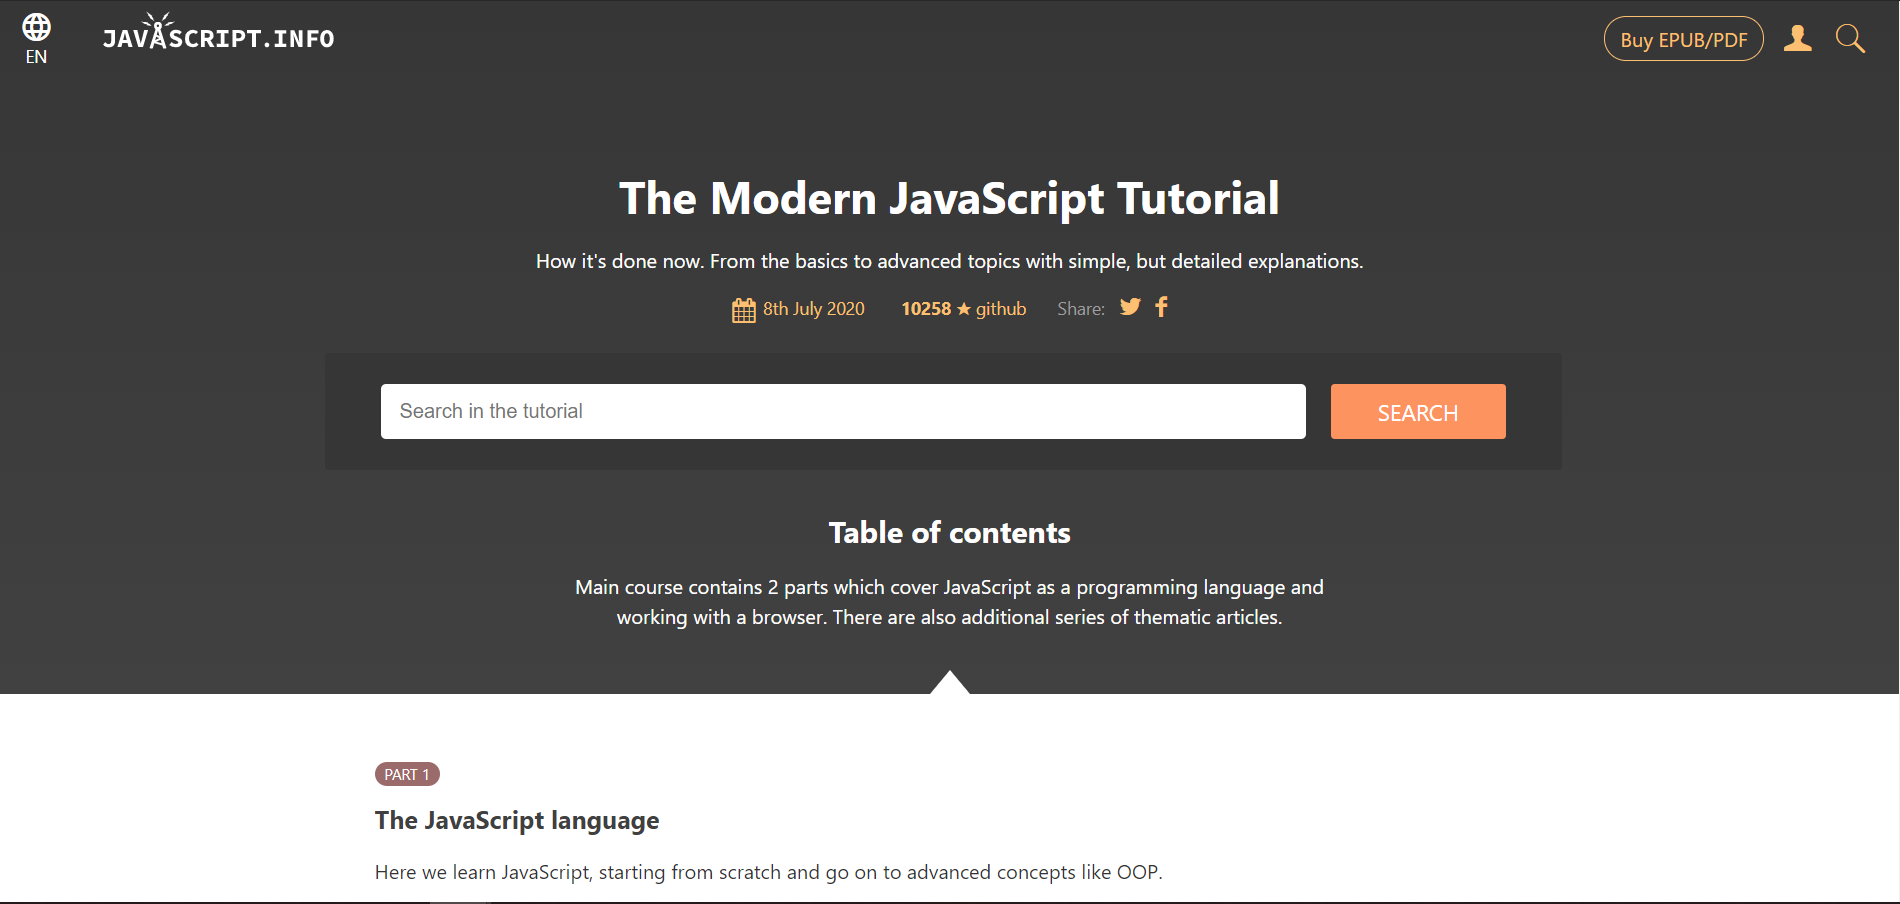 EN
JAVASCRIPT.INFO
Buy EPUB/PDF
The Modern JavaScript Tutorial
How it's done now. From the basics to advanced topics with simple, but detailed explanations.
8th July 2020 10258 ★ github Share:
Search in the tutorial SEARCH
Table of contents
Main course contains 2 parts which cover JavaScript as a programming language and
working with a browser. There are also additional series of thematic articles.
PART 1
The JavaScript language
Here we learn JavaScript, starting from scratch and go on to advanced concepts like OOP.